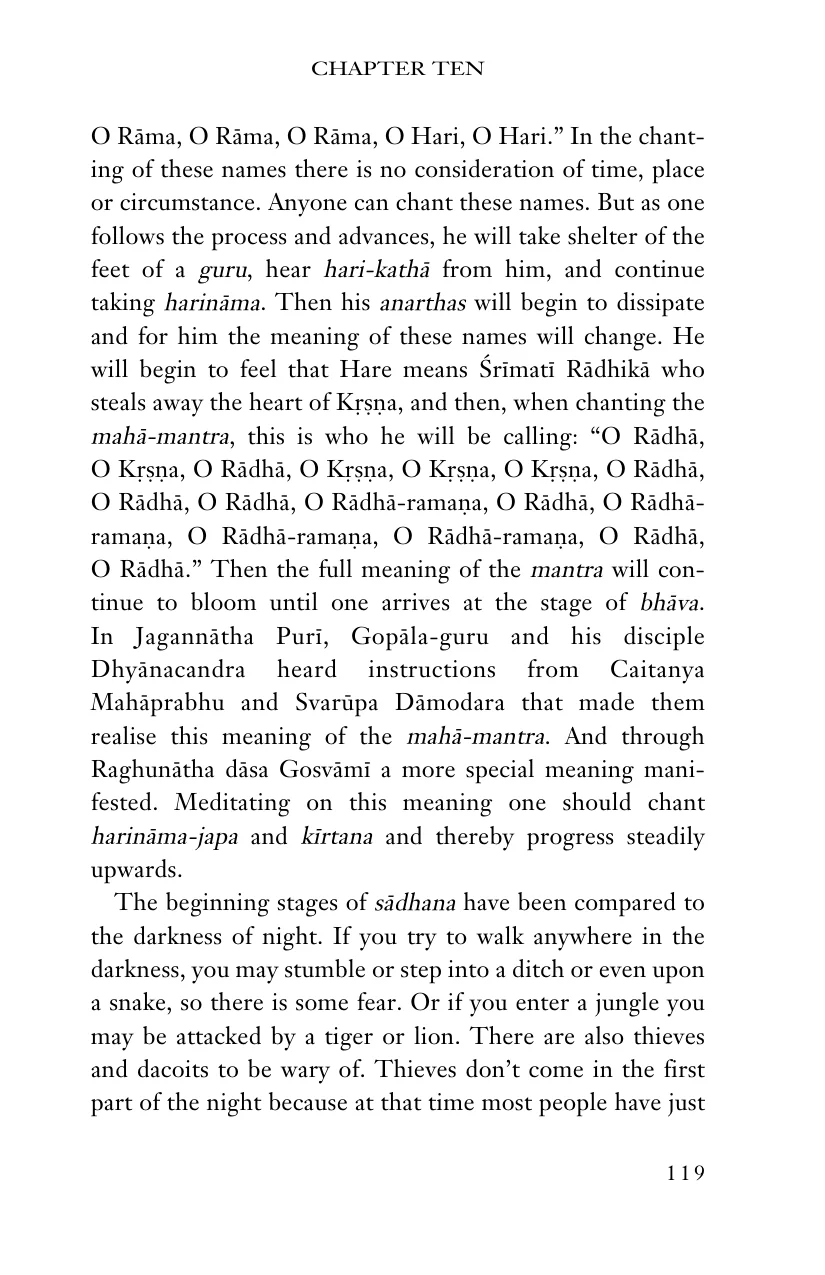 CHAPTER TEN
O Rāma, O Rāma, O Rāma, O Hari, O Hari.” In the chant-
ing of these names there is no consideration of time, place
or circumstance. Anyone can chant these names. But as one
follows the process and advances, he will take shelter of the
feet of a guru, hear hari-kathā from him, and continue
taking harināma. Then his anarthas will begin to dissipate
and for him the meaning of these names will change. He
will begin to feel that Hare means Śrīmatī Rādhikā who
steals away the heart of Kṛṣṇa, and then, when chanting the
mahā-mantra, this is who he will be calling: “O Rādhā,
O Kṛṣṇa, O Rādhā, O Kṛṣṇa, O Kṛṣṇa, O Kṛṣṇa, O Rādhā,
O Rādhā, O Rādhā, O Rādhā-ramaṇa, O Rādhā, O Rādhā-
ramaṇa, O Rādhā-ramaṇa, O Rādhā-ramaṇa, O Rādhā,
O Rādhā.” Then the full meaning of the mantra will con-
tinue to bloom until one arrives at the stage of bhāva.
In Jagannātha Purī, Gopāla-guru and his disciple
Dhyānacandra heard instructions from Caitanya
Mahāprabhu and Svarūpa Dāmodara that made them
realise this meaning of the mahā-mantra. And through
Raghunātha dāsa Gosvāmī a more special meaning mani-
fested. Meditating on this meaning one should chant
harināma-japa and kīrtana and thereby progress steadily
upwards.
The beginning stages of sādhana have been compared to
the darkness of night. If you try to walk anywhere in the
darkness, you may stumble or step into a ditch or even upon
a snake, so there is some fear. Or if you enter a jungle you
may be attacked by a tiger or lion. There are also thieves
and dacoits to be wary of. Thieves don’t come in the first
part of the night because at that time most people have just
119